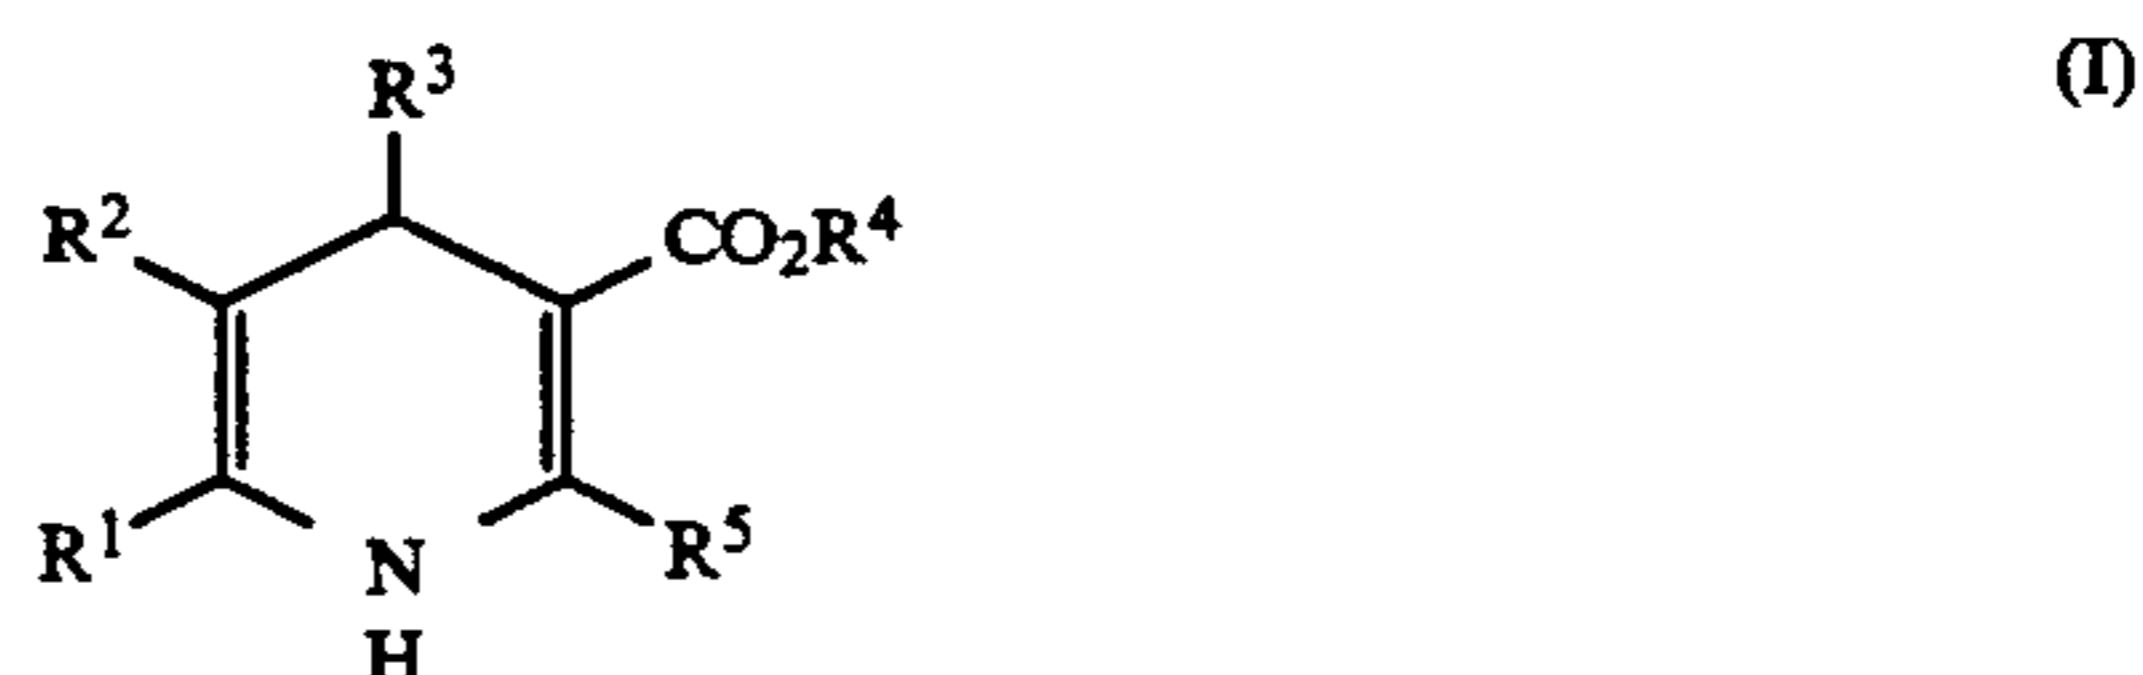 R³ (I)
R² CO₂R⁴
R¹ N R⁵
H